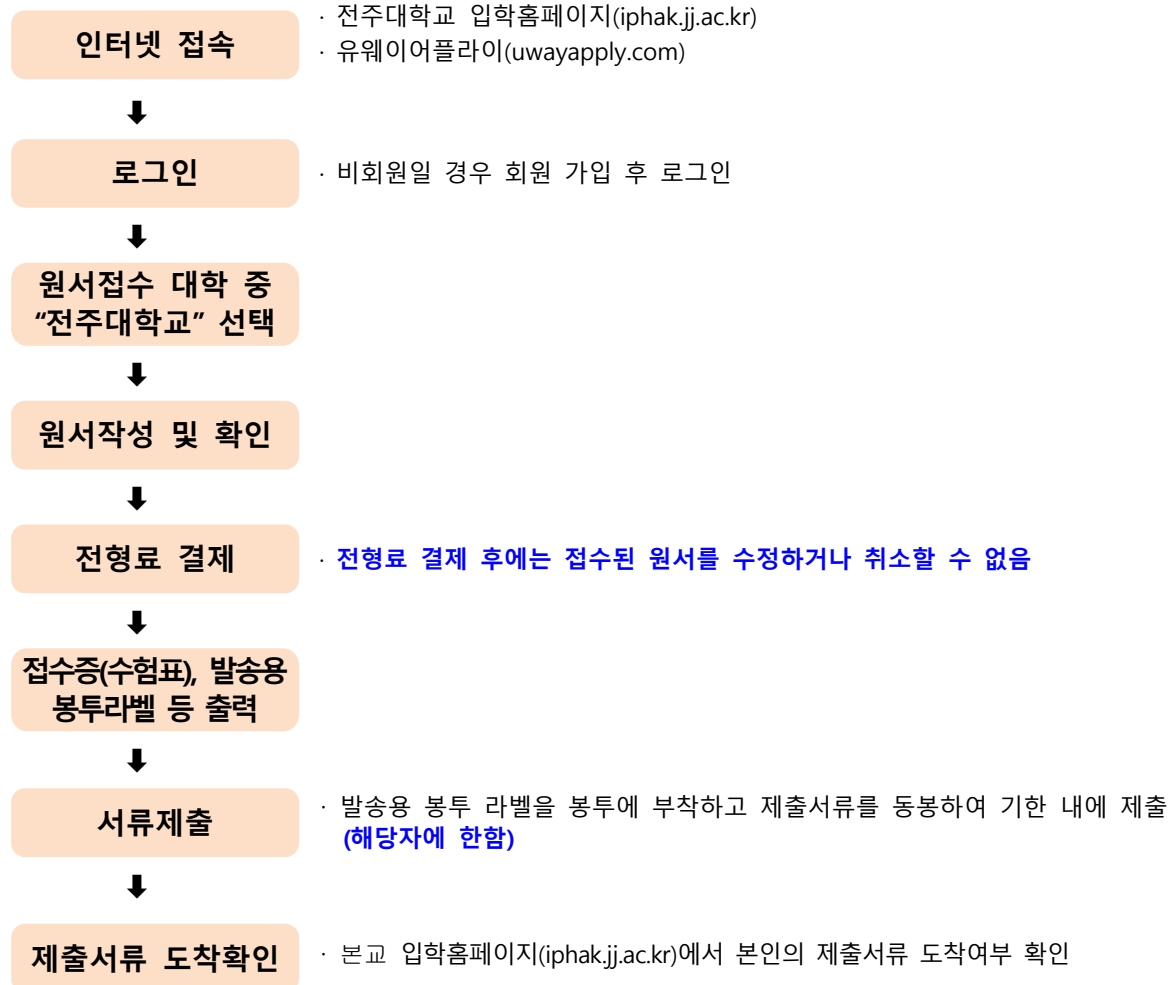 인터넷 접속
· 전주대학교 입학홈페이지(iphak.jj.ac.kr)
· 유웨이어플라이(uwayapply.com)
⬇
로그인
· 비회원일 경우 회원 가입 후 로그인
⬇
원서접수 대학 중
“전주대학교” 선택
⬇
원서작성 및 확인
⬇
전형료 결제
· 전형료 결제 후에는 접수된 원서를 수정하거나 취소할 수 없음
⬇
접수증(수험표), 발송용
봉투라벨 등 출력
⬇
서류제출
· 발송용 봉투 라벨을 봉투에 부착하고 제출서류를 동봉하여 기한 내에 제출
(해당자에 한함)
⬇
제출서류 도착확인
· 본교 입학홈페이지(iphak.jj.ac.kr)에서 본인의 제출서류 도착여부 확인